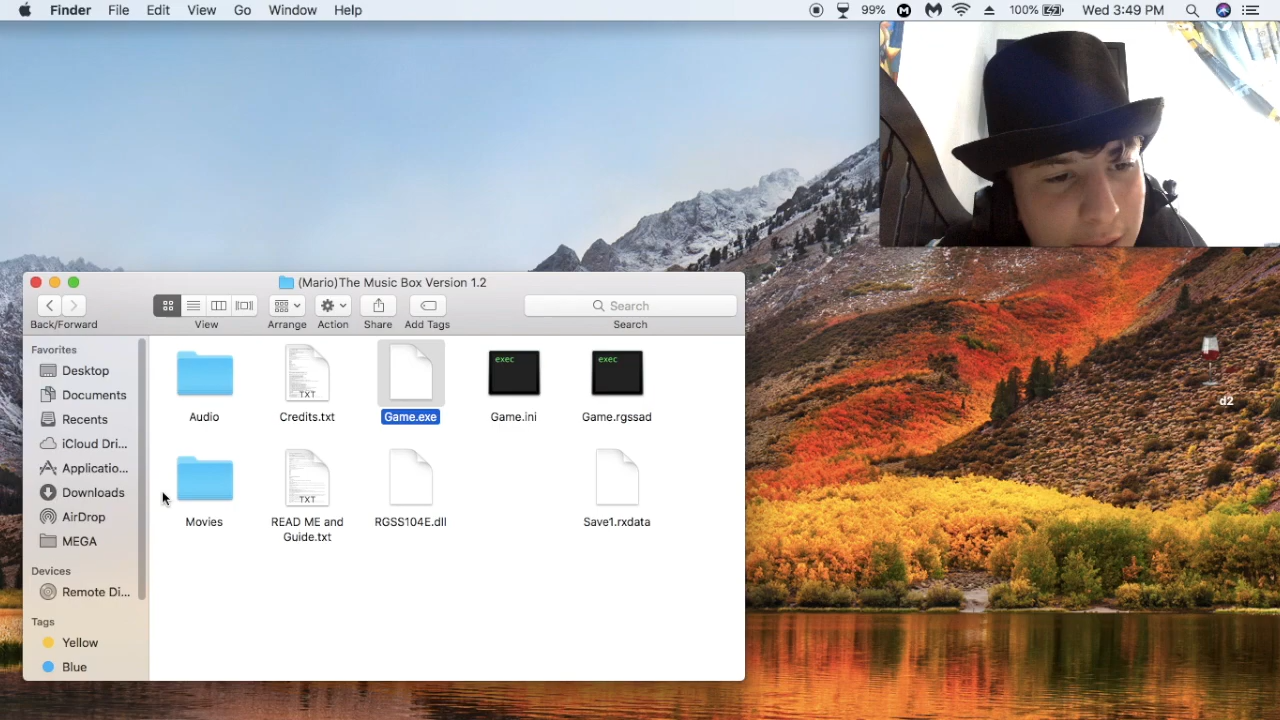 Finder File Edit View Go Window Help 99% 100% Wed 3:49 PM
(Mario)The Music Box Version 1.2
Search
Back/Forward View Arrange Action Share Add Tags Search
Favorites
Desktop
Documents
Recents
iCloud Dri...
Applicatio...
Downloads
AirDrop
MEGA
Devices
Remote Di...
Tags
Yellow
Blue
TXT
exec
exec
Audio Credits.txt Game.exe Game.ini Game.rgssad
TXT
Movies READ ME and RGSS104E.dll Save1.rxdata
Guide.txt
d2